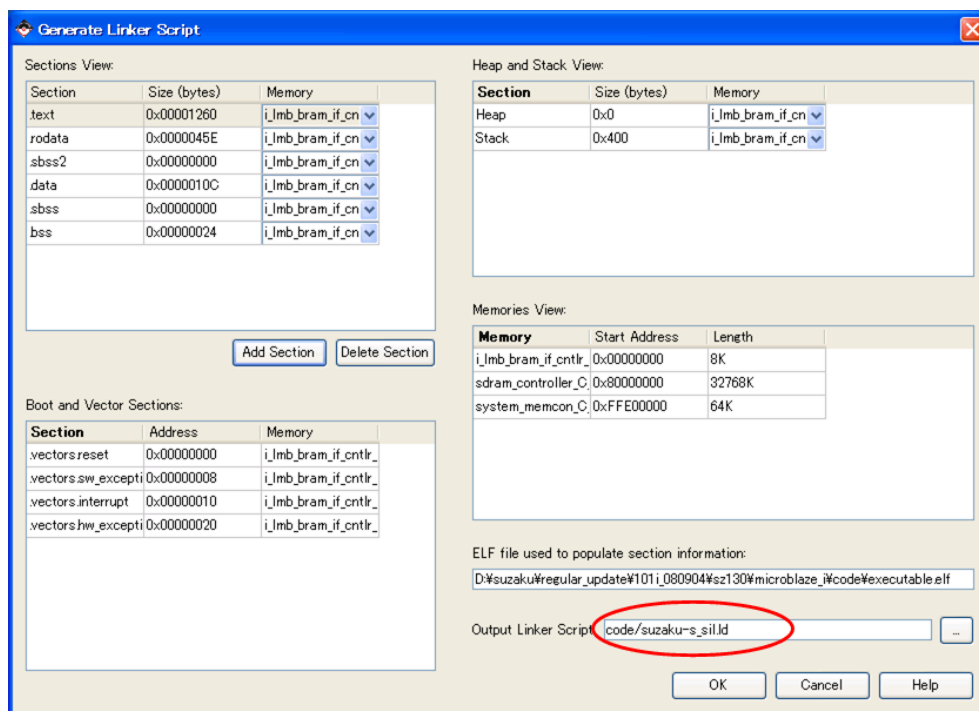 Generate Linker Script
Sections View:
Section Size (bytes) Memory
.text 0x00001260 i_lmb_bram_if_cn
.rodata 0x0000045E i_lmb_bram_if_cn
.sbss2 0x00000000 i_lmb_bram_if_cn
.data 0x0000010C i_lmb_bram_if_cn
.sbss 0x00000000 i_lmb_bram_if_cn
.bss 0x00000024 i_lmb_bram_if_cn
Add Section Delete Section
Boot and Vector Sections:
Section Address Memory
.vectors.reset 0x00000000 i_lmb_bram_if_cntlr_
.vectors.sw_excepti 0x00000008 i_lmb_bram_if_cntlr_
.vectors.interrupt 0x00000010 i_lmb_bram_if_cntlr_
.vectors.hw_excepti 0x00000020 i_lmb_bram_if_cntlr_
Heap and Stack View:
Section Size (bytes) Memory
Heap 0x0 i_lmb_bram_if_cn
Stack 0x400 i_lmb_bram_if_cn
Memories View:
Memory Start Address Length
i_lmb_bram_if_cntlr_ 0x00000000 8K
sdram_controller_C_ 0x80000000 32768K
system_memcon_C_ 0xFFE00000 64K
ELF file used to populate section information:
D:¥suzaku¥regular_update¥101i_080904¥sz130¥microblaze_i¥code¥executable.elf
Output Linker Script: code/suzaku-s_sil.ld ...
OK Cancel Help